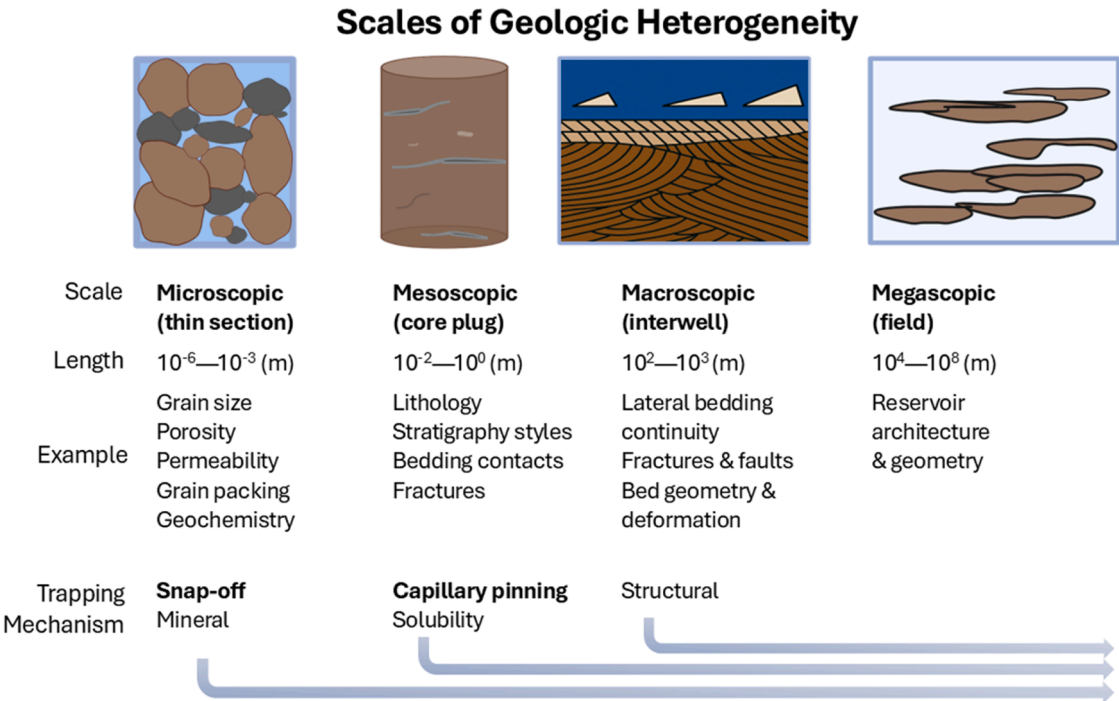 Scales of Geologic Heterogeneity
Scale
Microscopic
(thin section)
Mesoscopic
(core plug)
Macroscopic
(interwell)
Megascopic
(field)
Length
10⁻⁶—10⁻³ (m)
10⁻²—10⁰ (m)
10²—10³ (m)
10⁴—10⁸ (m)
Example
Grain size
Porosity
Permeability
Grain packing
Geochemistry
Lithology
Stratigraphy styles
Bedding contacts
Fractures
Lateral bedding
continuity
Fractures & faults
Bed geometry &
deformation
Reservoir
architecture
& geometry
Trapping
Mechanism
Snap-off
Mineral
Capillary pinning
Solubility
Structural